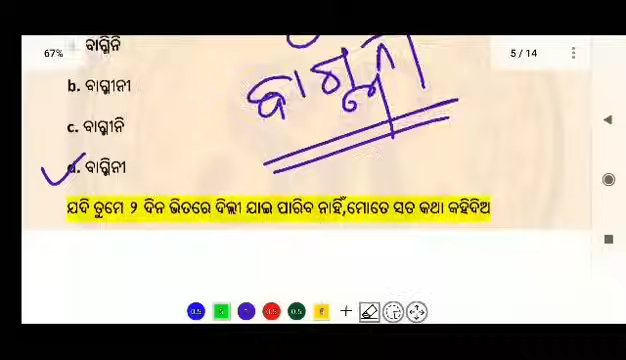 67%
5 / 14
ବାଗ୍ମିନି
b. ବାଗ୍ମୀନୀ
ବାଗ୍ମିନୀ
c. ବାଗ୍ମୀନି
d. ବାଗ୍ମିନୀ
ଯଦି ତୁମେ ୨ ଦିନ ଭିତରେ ଦିଲ୍ଲୀ ଯାଇ ପାରିବ ନାହିଁ,ମୋତେ ସତ କଥା କହିଦିଅ